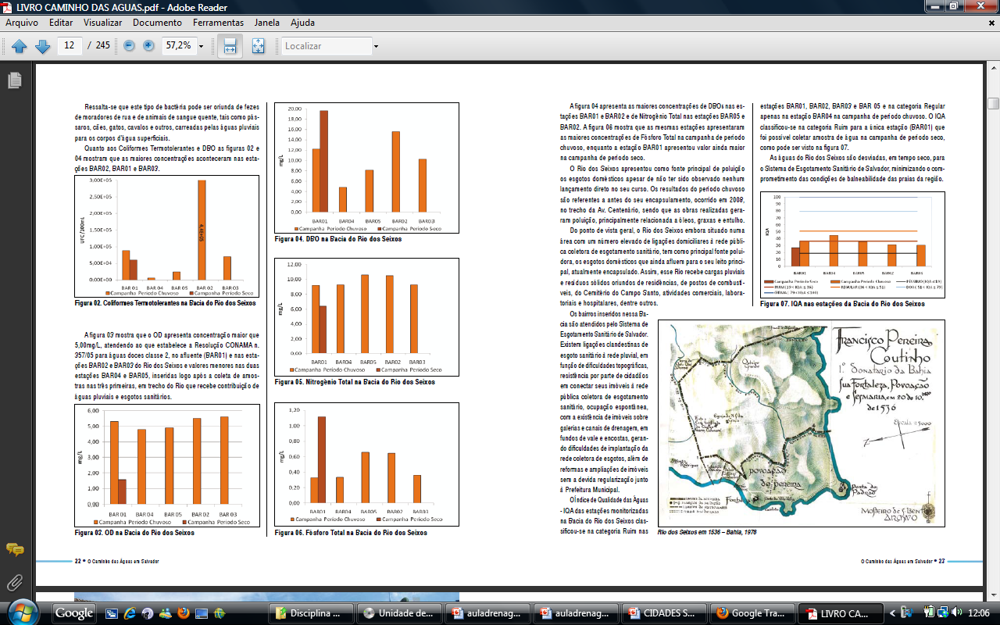 LIVRO CAMINHO DAS AGUAS.pdf - Adobe Reader
Arquivo Editar Visualizar Documento Ferramentas Janela Ajuda
12 / 245 57,2% Localizar
Ressalta-se que este tipo de bactéria pode ser oriunda de fezes
de moradores de rua e de animais de sangue quente, tais como pás-
saros, cães, gatos, cavalos e outros, carreadas pelas águas pluviais
para os corpos d'água superficiais.
Quanto aos Coliformes Termotolerantes e DBO as figuras 02 e
04 mostram que as maiores concentrações aconteceram nas esta-
ções BAR02, BAR01 e BAR03.
3,00E+05
2,50E+05
2,00E+05
1,50E+05
1,00E+05
5,00E+04
0,00E+00
UFC/100mL
4,4E+05
BAR 01 BAR 04 BAR 05 BAR 02 BAR 03
Campanha Período Chuvoso Campanha Período Seco
Figura 02. Coliformes Termotolerantes na Bacia do Rio dos Seixos
A figura 03 mostra que o OD apresenta concentração maior que
5,00mg/L, atendendo ao que estabelece a Resolução CONAMA n.
357/05 para águas doces classe 2, no afluente (BAR01) e nas esta-
ções BAR02 e BAR03 do Rio dos Seixos e valores menores nas duas
estações BAR04 e BAR05, inseridas logo após a coleta de amos-
tras nas três primeiras, em trecho do Rio que recebe contribuição de
águas pluviais e esgotos sanitários.
6,00
5,00
4,00
3,00
2,00
1,00
0,00
mg/L
BAR 01 BAR 04 BAR 05 BAR 02 BAR 03
Campanha Período Chuvoso Campanha Período Seco
Figura 03. OD na Bacia do Rio dos Seixos
20,00
18,00
16,00
14,00
12,00
10,00
8,00
6,00
4,00
2,00
0,00
mg/L
BAR01 BAR04 BAR05 BAR02 BAR03
Campanha Período Chuvoso Campanha Período Seco
Figura 04. DBO na Bacia do Rio dos Seixos
12,00
10,00
8,00
6,00
4,00
2,00
0,00
mg/L
BAR01 BAR04 BAR05 BAR02 BAR03
Campanha Período Chuvoso Campanha Período Seco
Figura 05. Nitrogênio Total na Bacia do Rio dos Seixos
1,20
1,00
0,80
0,60
0,40
0,20
0,00
mg/L
BAR01 BAR04 BAR05 BAR02 BAR03
Campanha Período Chuvoso Campanha Período Seco
Figura 06. Fósforo Total na Bacia do Rio dos Seixos
22 • O Caminho das Águas em Salvador
A figura 04 apresenta as maiores concentrações de DBOs nas es-
tações BAR01 e BAR02 e de Nitrogênio Total nas estações BAR05 e
BAR02. A figura 06 mostra que as mesmas estações apresentaram
as maiores concentrações de Fósforo Total na campanha de período
chuvoso, enquanto a estação BAR01 apresentou valor ainda maior
na campanha de período seco.
O Rio dos Seixos apresentou como fonte principal de poluição
os esgotos domésticos apesar de não ter sido observado nenhum
lançamento direto no seu curso. Os resultados do período chuvoso
são referentes a antes do seu encapsulamento, ocorrido em 2008,
no trecho da Av. Centenário, sendo que as obras realizadas gera-
ram poluição, principalmente relacionada a óleos, graxas e entulho.
Do ponto de vista geral, o Rio dos Seixos embora situado numa
área com um número elevado de ligações domiciliares à rede públi-
ca coletora de esgotamento sanitário, tem como principal fonte polui-
dora, os esgotos domésticos que ainda afluem para o seu leito princi-
pal, atualmente encapsulado. Assim, esse Rio recebe cargas pluviais
e resíduos sólidos oriundos de residências, de postos de combustí-
veis, do Cemitério do Campo Santo, atividades comerciais, labora-
toriais e hospitalares, dentre outros.
Os bairros inseridos nessa Ba-
cia são atendidos pelo Sistema de
Esgotamento Sanitário de Salvador.
Existem ligações clandestinas de
esgoto sanitário à rede pluvial, em
função de dificuldades topográficas,
resistência por parte de cidadãos
em conectar seus imóveis à rede
pública coletora de esgotamento
sanitário, ocupação espontânea,
com a existência de imóveis sobre
galerias e canais de drenagem, em
fundos de vale e encostas, geran-
do dificuldades de implantação da
rede coletora de esgotos, além de
reformas e ampliações de imóveis
sem a devida regularização junto
à Prefeitura Municipal.
O Índice de Qualidade das Águas
- IQA das estações monitorizadas
na Bacia do Rio dos Seixos clas-
sificou-se na categoria Ruim nas
estações BAR01, BAR02, BAR03 e BAR 05 e na categoria Regular
apenas na estação BAR04 na campanha de período chuvoso. O IQA
classificou-se na categoria Ruim para a única estação (BAR01) que
foi possível coletar amostra de água na campanha de período seco,
como pode ser visto na figura 07.
As águas do Rio dos Seixos são desviadas, em tempo seco, para
o Sistema de Esgotamento Sanitário de Salvador, minimizando o com-
prometimento das condições de balneabilidade das praias da região.
100
90
80
70
60
50
40
30
20
10
0
IQA
BAR01 BAR04 BAR05 BAR02 BAR03
Campanha Período Seco Campanha Período Chuvoso PÉSSIMO (IQA ≤ 19)
RUIM (19 < IQA ≤ 36) REGULAR (36 < IQA ≤ 51) BOA (51 < IQA ≤ 79)
ÓTIMA (79 < IQA ≤ 100)
Figura 07. IQA nas estações da Bacia do Rio dos Seixos
Francisco Pereira
Coutinho
1º Donatario da Bahia
Sua Fortaleza, Povoação
e Sesmaria, em 20 de 10bro
de 1536
Escala 1:5000
Povoação
do Pereira
Ponta do
Padrão
Mosteiro de S. Bento
Arquivo
Rio dos Seixos em 1536 – Bahia, 1978
O Caminho das Águas em Salvador • 23
Google Disciplina ... Unidade de... auladrenag... auladrenag... CIDADES S... Google Tra... LIVRO CA... 12:06